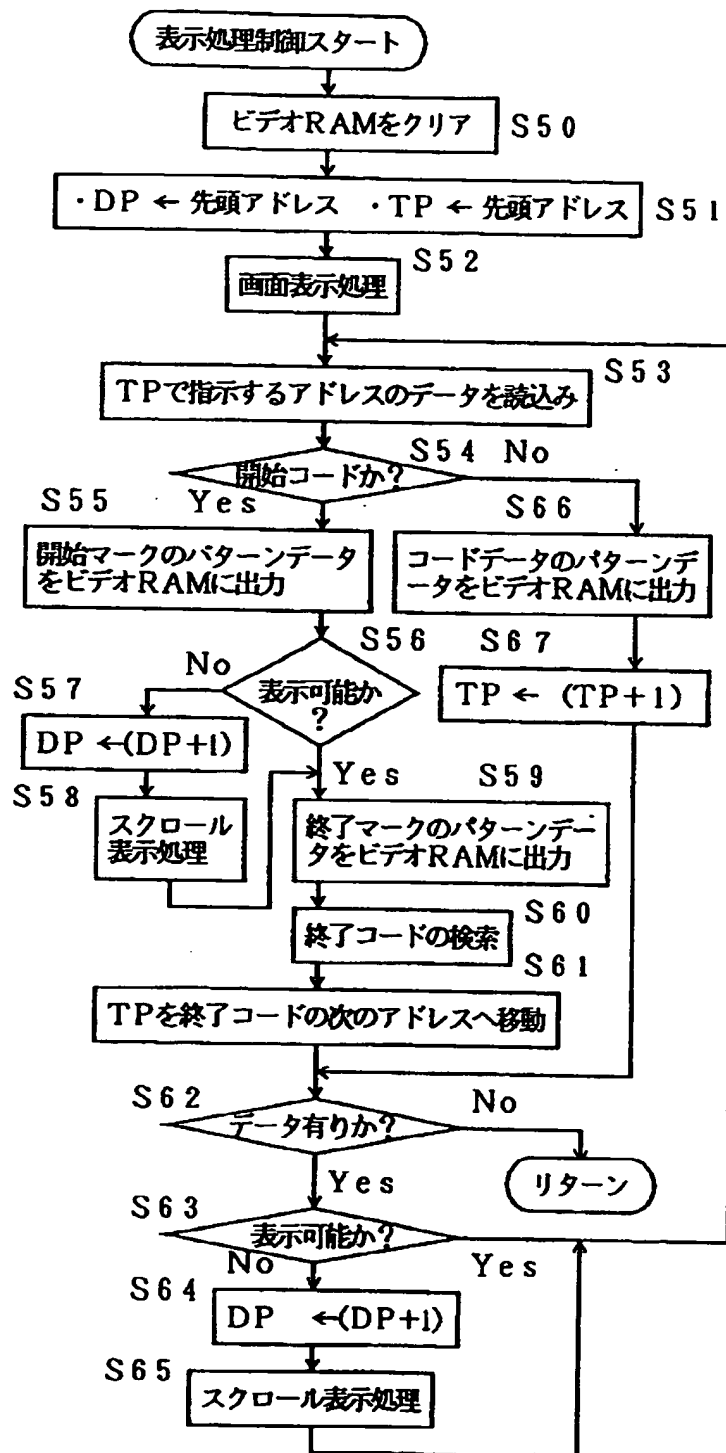 表示処理制御スタート
ビデオRAMをクリア
S50
・DP ← 先頭アドレス ・TP ← 先頭アドレス
S51
S52
画面表示処理
S53
TPで指示するアドレスのデータを読込み
S54
No
開始コードか?
S55
Yes
S66
開始マークのパターンデータ
をビデオRAMに出力
コードデータのパターンデ
ータをビデオRAMに出力
S56
S67
No
表示可能か
?
TP ← (TP+1)
S57
DP ←(DP+1)
Yes
S59
S58
スクロール
表示処理
終了マークのパターンデー
タをビデオRAMに出力
S60
終了コードの検索
S61
TPを終了コードの次のアドレスへ移動
S62
No
データ有りか?
Yes
リターン
S63
表示可能か?
No
Yes
S64
DP ←(DP+1)
S65
スクロール表示処理